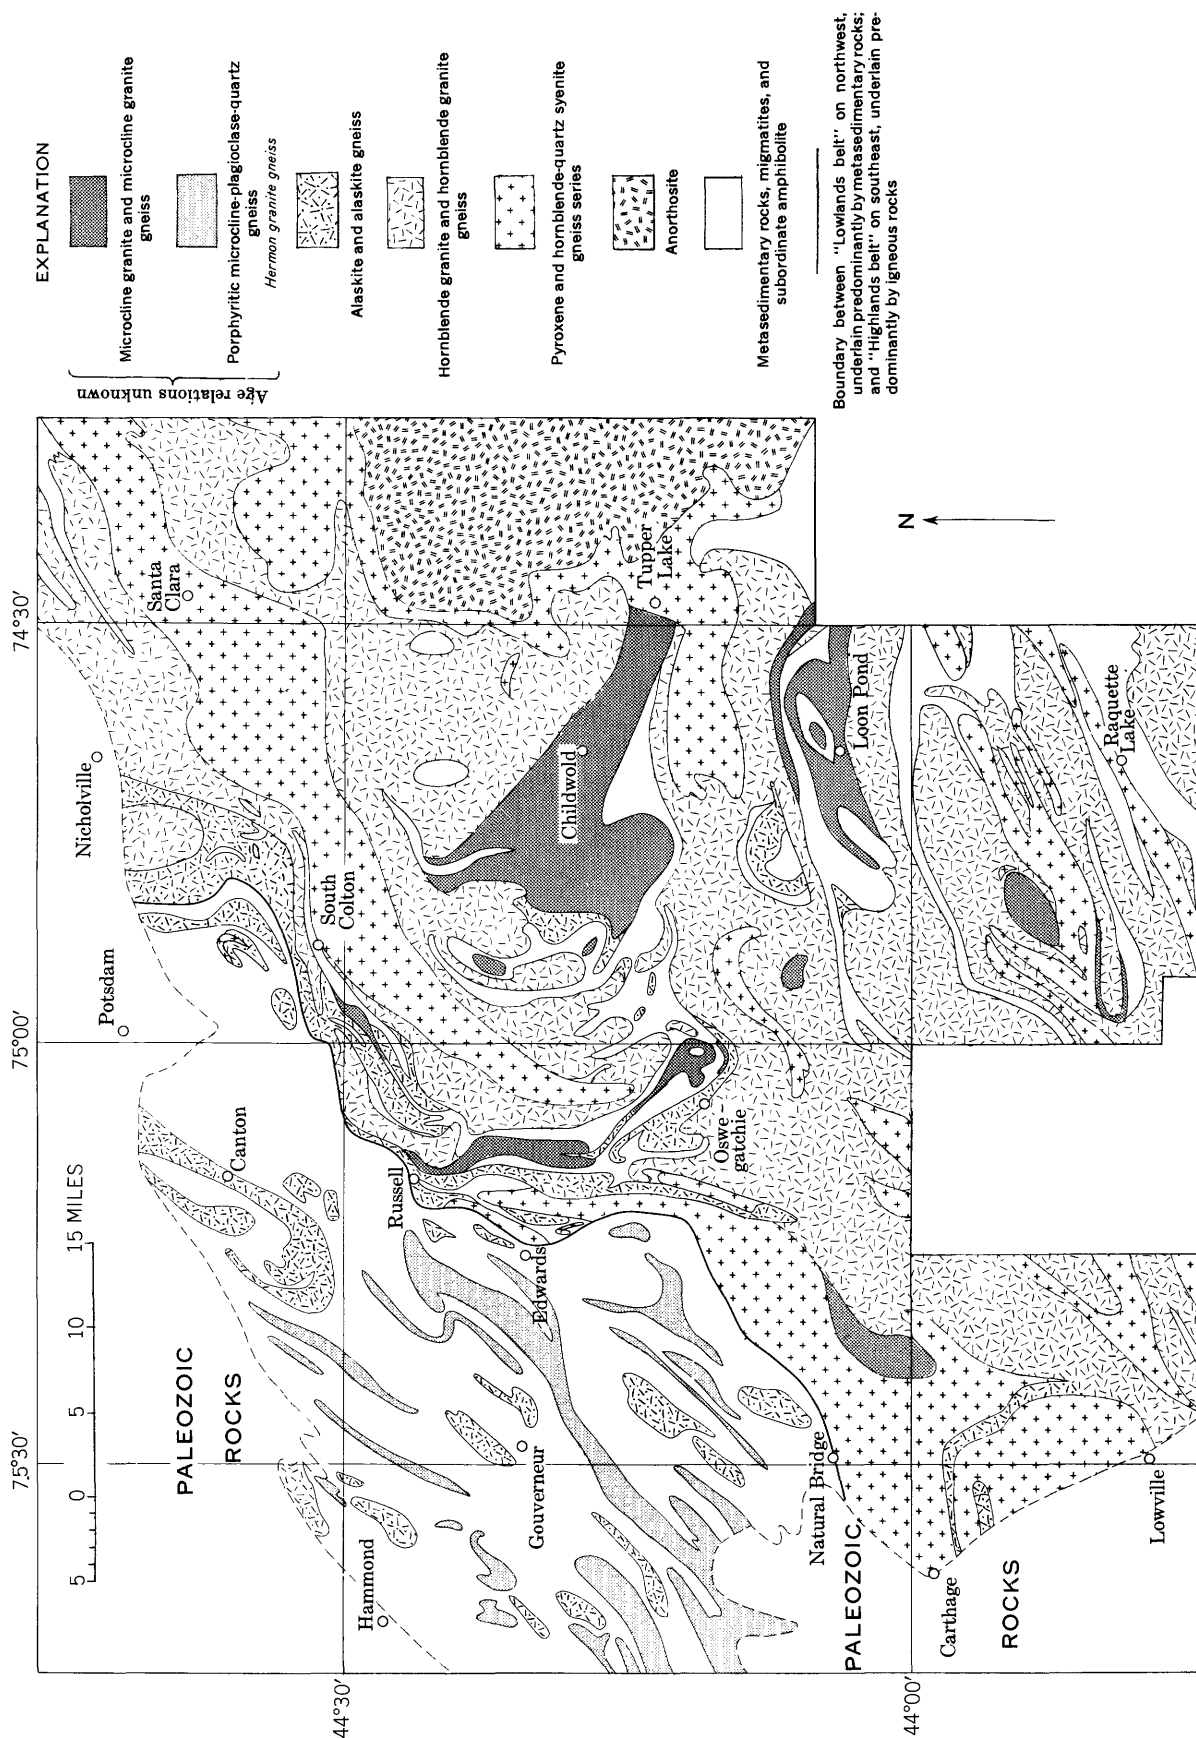 EXPLANATION
Microcline granite and microcline granite
gneiss
Porphyritic microcline-plagioclase-quartz
gneiss
Hermon granite gneiss
Age relations unknown
Alaskite and alaskite gneiss
Hornblende granite and hornblende granite
gneiss
Pyroxene and hornblende-quartz syenite
gneiss series
Anorthosite
Metasedimentary rocks, migmatites, and
subordinate amphibolite
Boundary between "Lowlands belt" on northwest,
underlain predominantly by metasedimentary rocks;
and "Highlands belt" on southeast, underlain pre-
dominantly by igneous rocks
75°30'
75°00'
74°30'
44°30'
44°00'
5 0 5 10 15 MILES
PALEOZOIC
ROCKS
Hammond
Canton
Potsdam
Nicholville
Santa
Clara
South
Colton
Russell
Gouverneur
Edwards
Childwold
Tupper
Lake
Oswe-
gatchie
Natural Bridge
Loon Pond
PALEOZOIC
ROCKS
Carthage
Lowville
Raquette
Lake
N